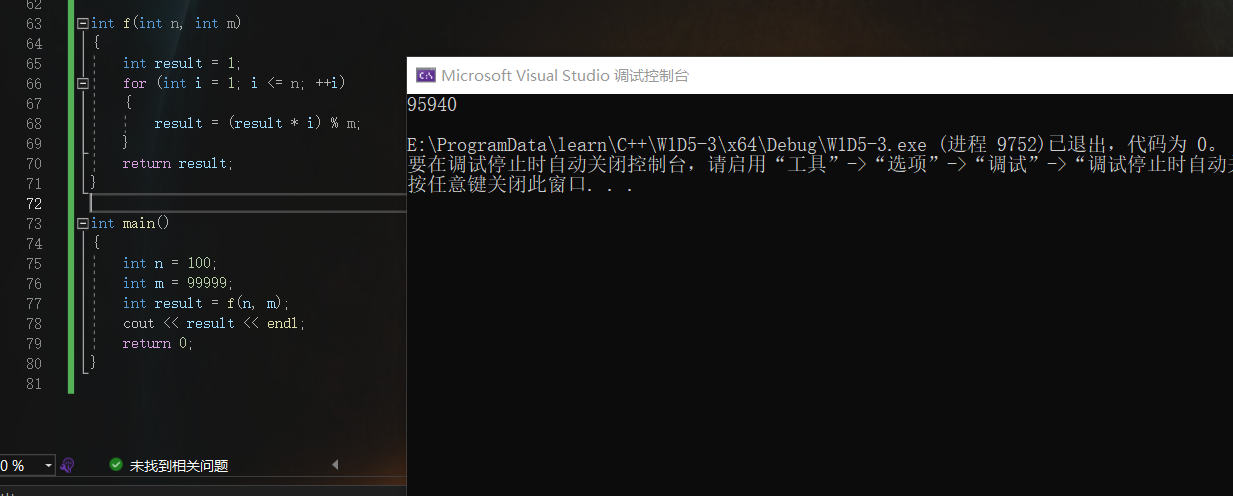 62
63 int f(int n, int m)
64 {
65 int result = 1;
66 for (int i = 1; i <= n; ++i)
67 {
68 result = (result * i) % m;
69 }
70 return result;
71 }
72
73 int main()
74 {
75 int n = 100;
76 int m = 99999;
77 int result = f(n, m);
78 cout << result << endl;
79 return 0;
80 }
81
0 %
未找到相关问题
Microsoft Visual Studio 调试控制台
95940
E:\ProgramData\learn\C++\W1D5-3\x64\Debug\W1D5-3.exe (进程 9752)已退出，代码为 0。
要在调试停止时自动关闭控制台，请启用“工具”->“选项”->“调试”->“调试停止时自动
按任意键关闭此窗口. . .